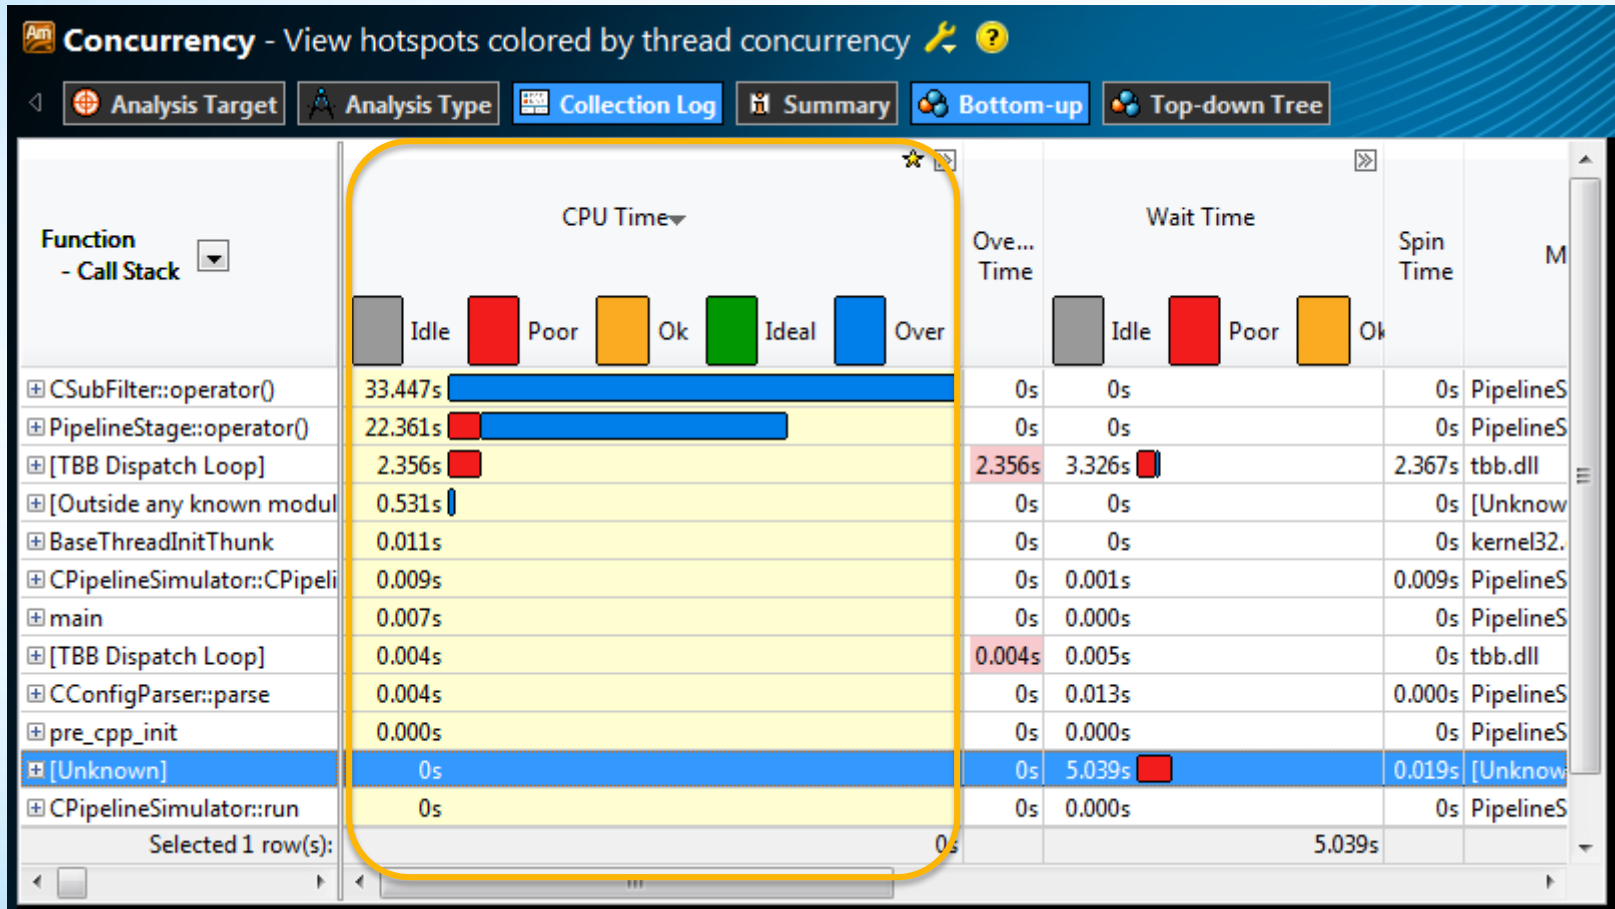 Am Concurrency - View hotspots colored by thread concurrency ?
Analysis Target Analysis Type Collection Log Summary Bottom-up Top-down Tree
Function
- Call Stack
CPU Time
Ove...
Time
Wait Time
Spin
Time
M
Idle Poor Ok Ideal Over Idle Poor Ok
CSubFilter::operator() 33.447s 0s 0s 0s PipelineS
PipelineStage::operator() 22.361s 0s 0s 0s PipelineS
[TBB Dispatch Loop] 2.356s 2.356s 3.326s 2.367s tbb.dll
[Outside any known modul 0.531s 0s 0s 0s [Unknow
BaseThreadInitThunk 0.011s 0s 0s 0s kernel32.
CPipelineSimulator::CPipeli 0.009s 0s 0.001s 0.009s PipelineS
main 0.007s 0s 0.000s 0s PipelineS
[TBB Dispatch Loop] 0.004s 0.004s 0.005s 0s tbb.dll
CConfigParser::parse 0.004s 0s 0.013s 0.000s PipelineS
pre_cpp_init 0.000s 0s 0.000s 0s PipelineS
[Unknown] 0s 0s 5.039s 0.019s [Unknow
CPipelineSimulator::run 0s 0s 0.000s 0s PipelineS
Selected 1 row(s): 0s 5.039s